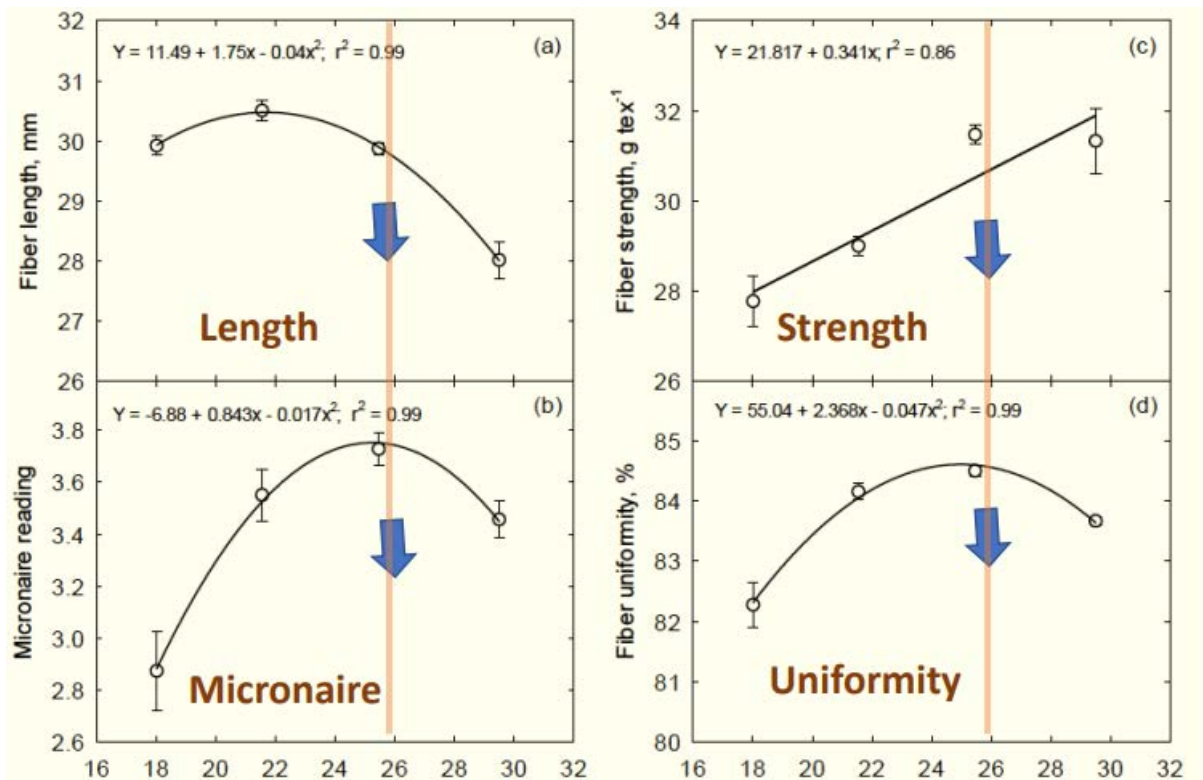 Y = 11.49 + 1.75x - 0.04x²; r² = 0.99
(a)
Fiber length, mm
32
31
30
29
28
27
26
Length
Y = 21.817 + 0.341x; r² = 0.86
(c)
Fiber strength, g tex⁻¹
34
32
30
28
26
Strength
Y = -6.88 + 0.843x - 0.017x²; r² = 0.99
(b)
Micronaire reading
3.8
3.6
3.4
3.2
3.0
2.8
2.6
Micronaire
16 18 20 22 24 26 28 30 32
Y = 55.04 + 2.368x - 0.047x²; r² = 0.99
(d)
Fiber uniformity, %
85
84
83
82
81
80
Uniformity
16 18 20 22 24 26 28 30 32